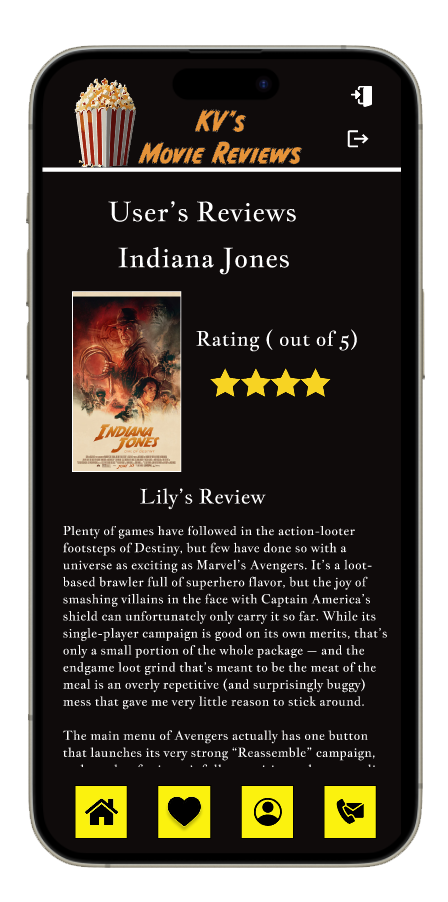 KV's
Movie Reviews
User's Reviews
Indiana Jones
Rating ( out of 5)
INDIANA
JONES
Lily's Review
Plenty of games have followed in the action-looter
footsteps of Destiny, but few have done so with a
universe as exciting as Marvel's Avengers. It's a loot-
based brawler full of superhero flavor, but the joy of
smashing villains in the face with Captain America's
shield can unfortunately only carry it so far. While its
single-player campaign is good on its own merits, that's
only a small portion of the whole package — and the
endgame loot grind that's meant to be the meat of the
meal is an overly repetitive (and surprisingly buggy)
mess that gave me very little reason to stick around.
The main menu of Avengers actually has one button
that launches its very strong “Reassemble” campaign,